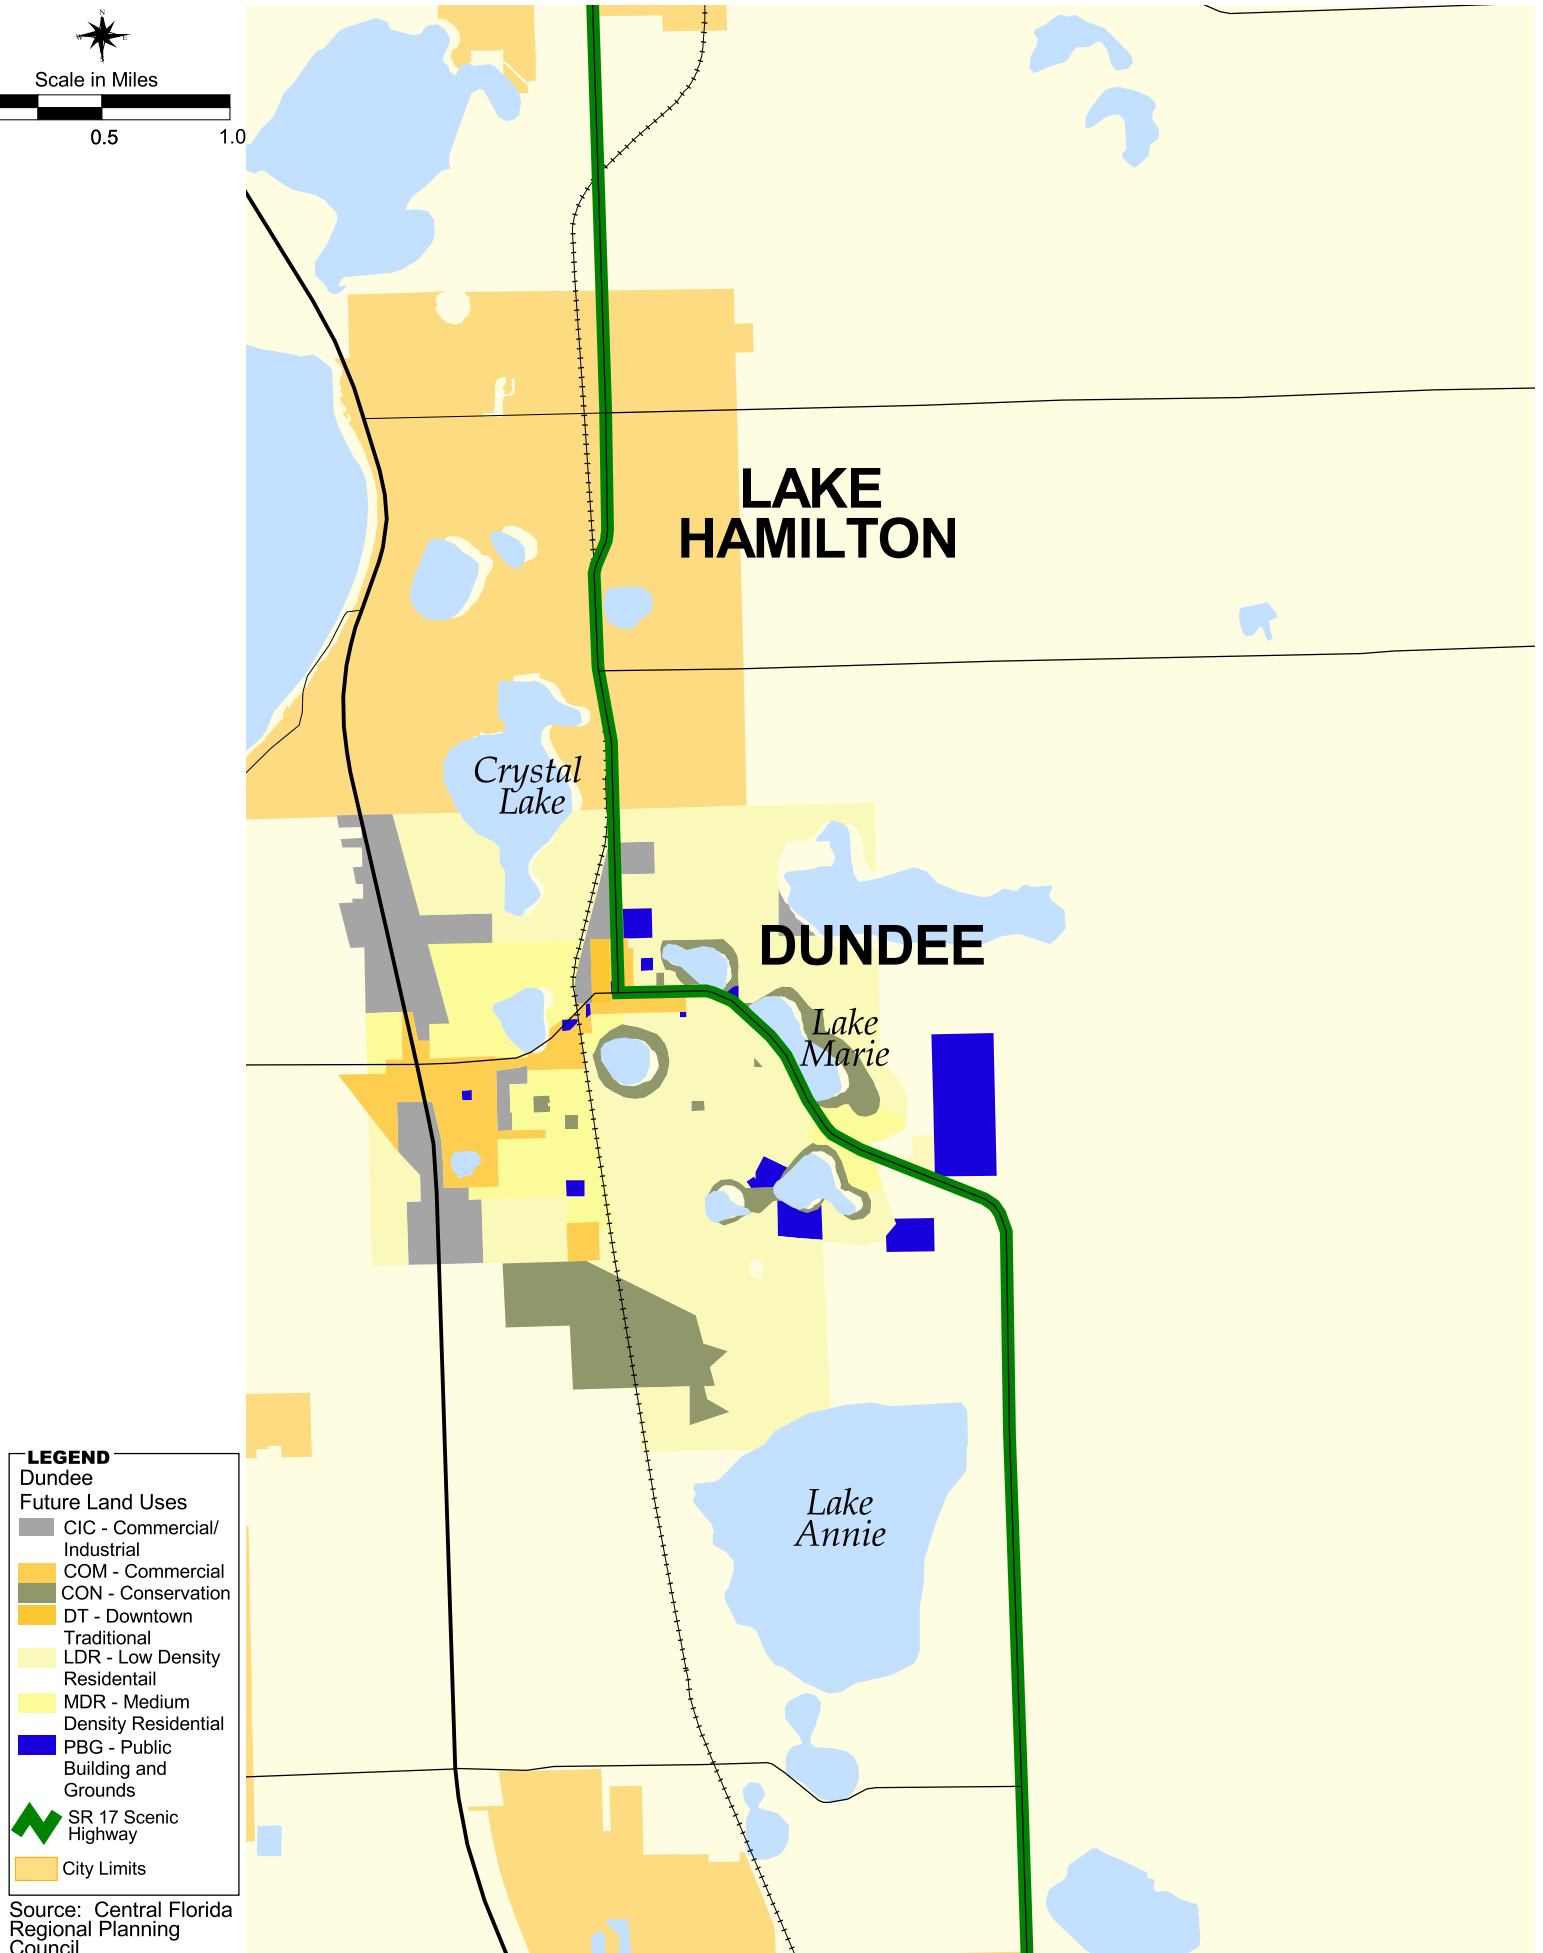 N
W E
S
Scale in Miles
0.5 1.0
LAKE
HAMILTON
Crystal
Lake
DUNDEE
Lake
Marie
Lake
Annie
LEGEND
Dundee
Future Land Uses
CIC - Commercial/
Industrial
COM - Commercial
CON - Conservation
DT - Downtown
Traditional
LDR - Low Density
Residentail
MDR - Medium
Density Residential
PBG - Public
Building and
Grounds
SR 17 Scenic
Highway
City Limits
Source: Central Florida
Regional Planning
Council